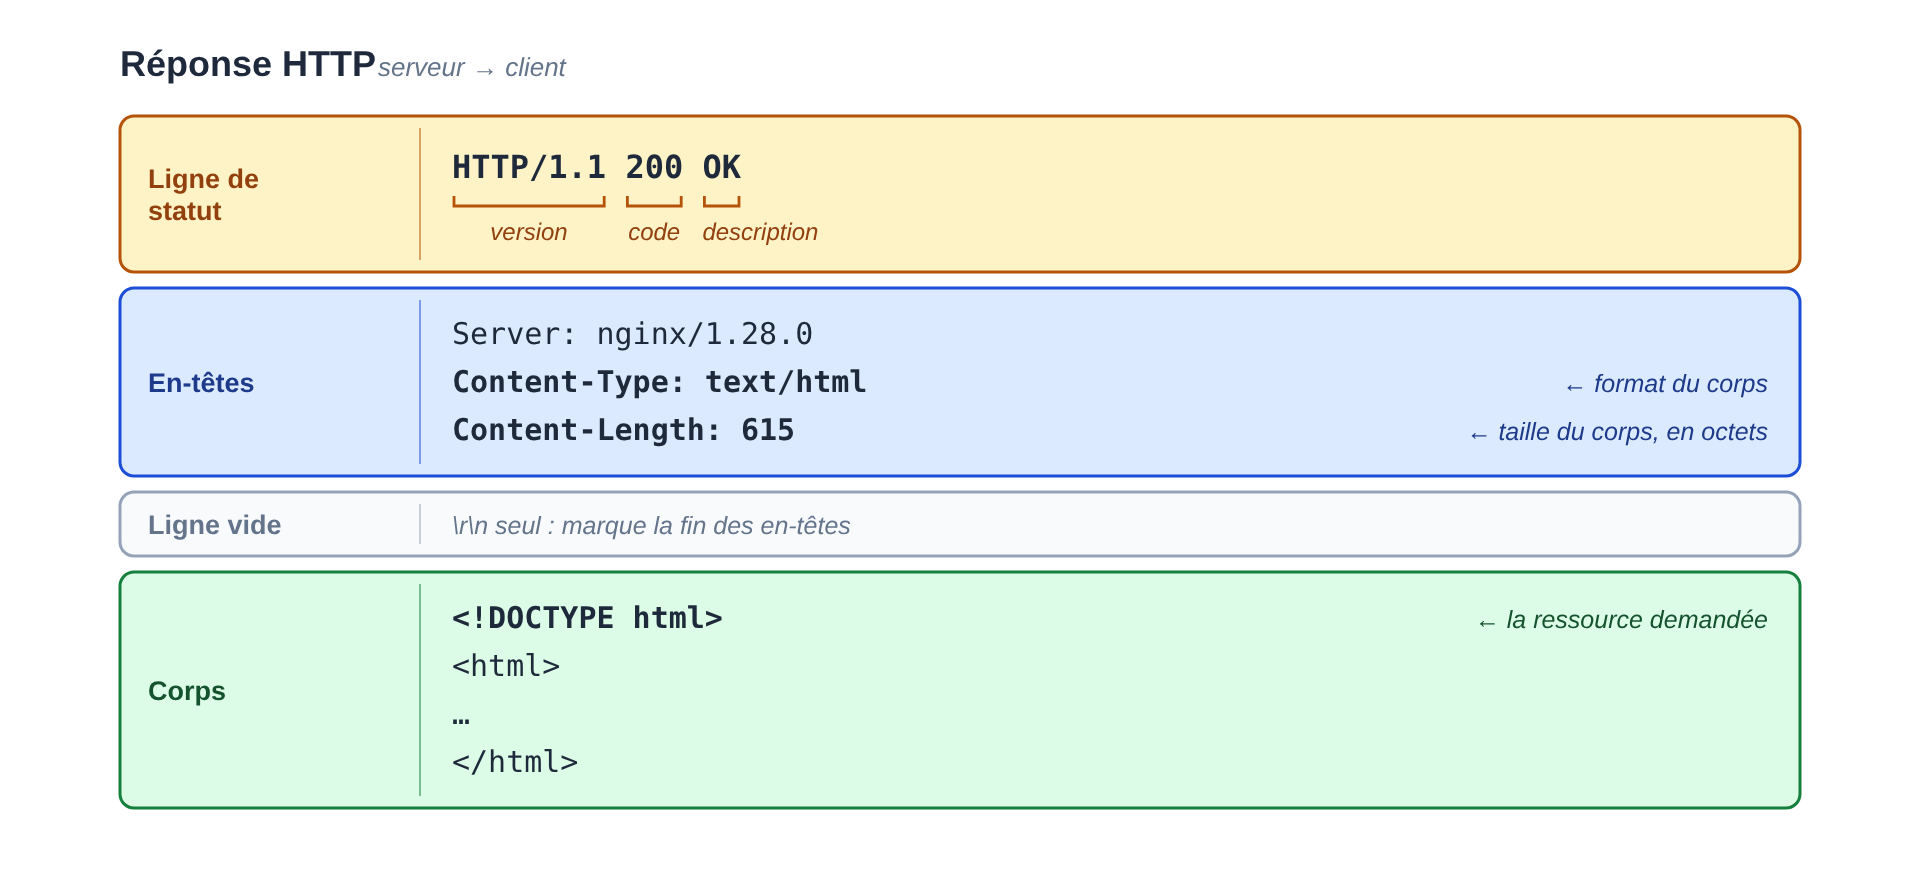 Réponse HTTP serveur → client
Ligne de
statut
HTTP/1.1 200 OK
version code description
En-têtes
Server: nginx/1.28.0
Content-Type: text/html ← format du corps
Content-Length: 615 ← taille du corps, en octets
Ligne vide
\r\n seul : marque la fin des en-têtes
Corps
<!DOCTYPE html> ← la ressource demandée
<html>
…
</html>